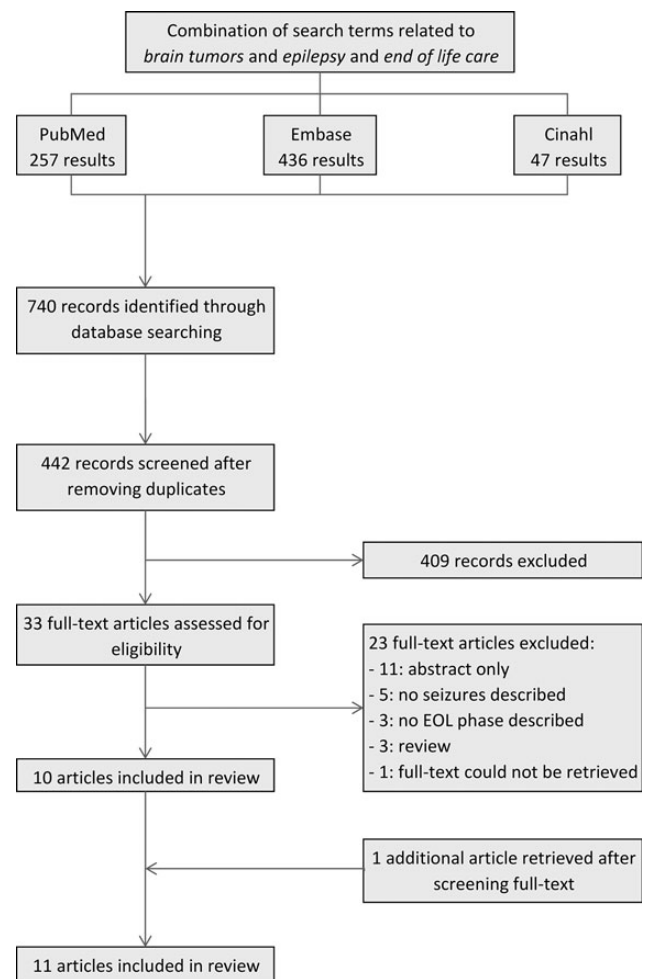 Combination of search terms related to
brain tumors and epilepsy and end of life care
PubMed
257 results
Embase
436 results
Cinahl
47 results
740 records identified through
database searching
442 records screened after
removing duplicates
409 records excluded
33 full-text articles assessed for
eligibility
23 full-text articles excluded:
- 11: abstract only
- 5: no seizures described
- 3: no EOL phase described
- 3: review
- 1: full-text could not be retrieved
10 articles included in review
1 additional article retrieved after
screening full-text
11 articles included in review